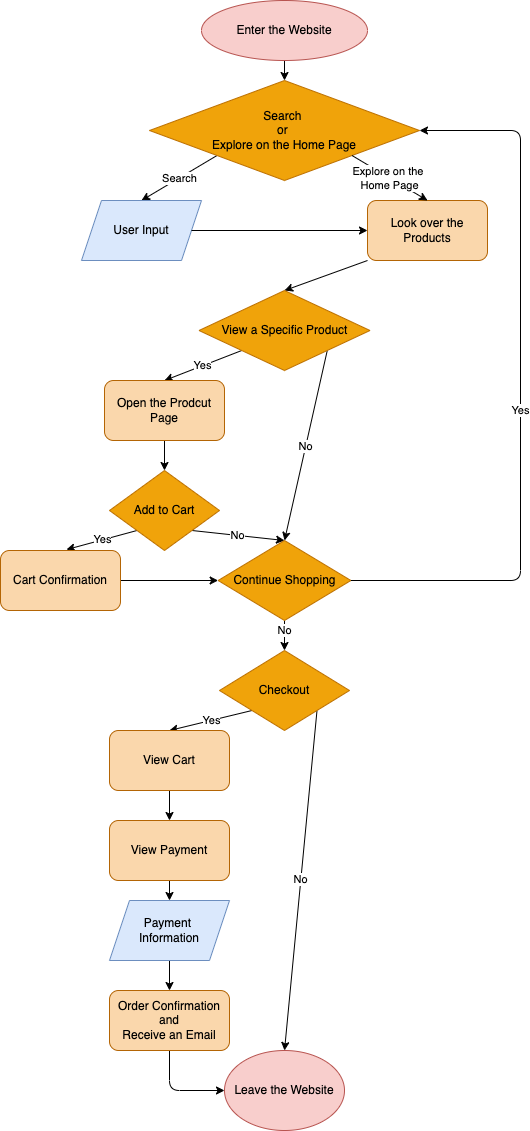 Enter the Website
Search
or
Explore on the Home Page
Search
Explore on the
Home Page
User Input
Look over the
Products
View a Specific Product
Yes
Open the Prodcut
Page
Yes
No
Add to Cart
Yes
No
Cart Confirmation
Continue Shopping
No
Checkout
Yes
View Cart
View Payment
No
Payment
Information
Order Confirmation
and
Receive an Email
Leave the Website